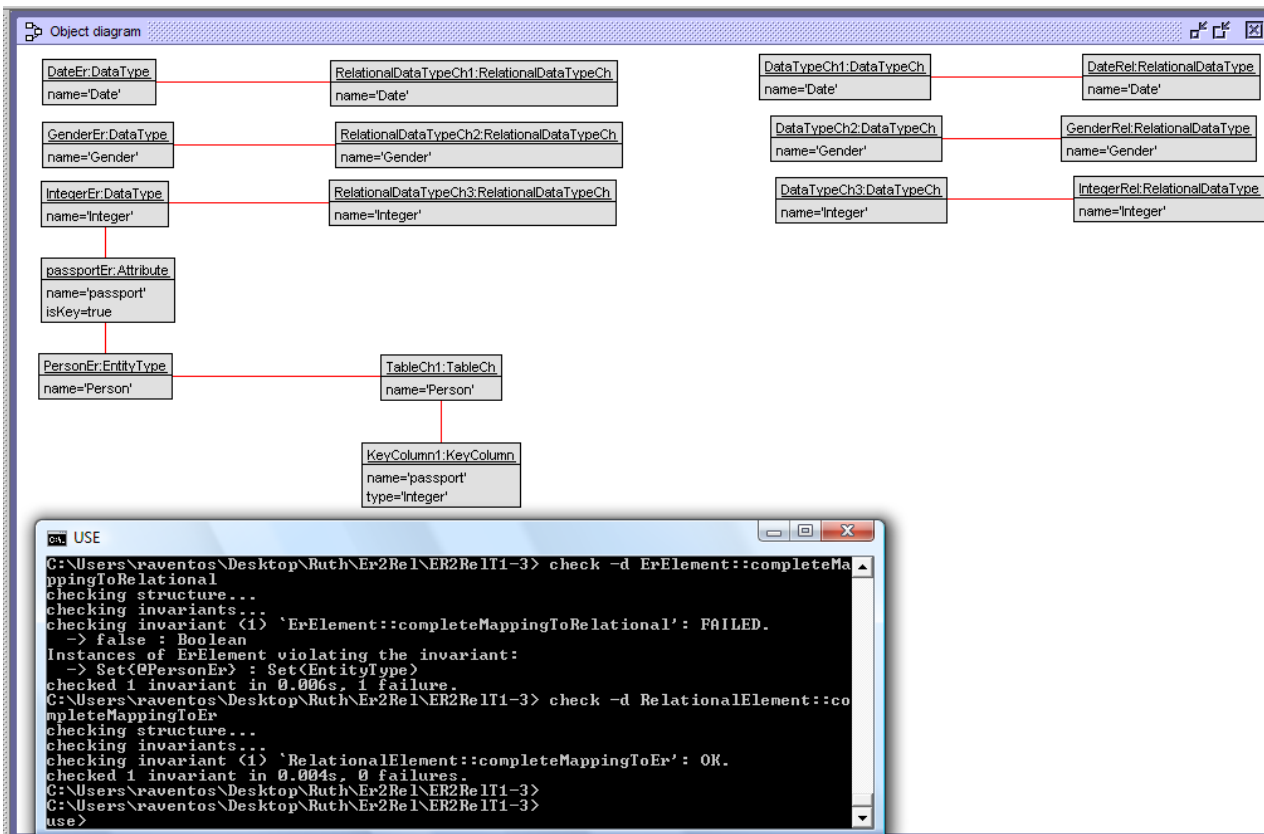 Object diagram
DateEr:DataType
name='Date'
RelationalDataTypeCh1:RelationalDataTypeCh
name='Date'
DataTypeCh1:DataTypeCh
name='Date'
DateRel:RelationalDataType
name='Date'
GenderEr:DataType
name='Gender'
RelationalDataTypeCh2:RelationalDataTypeCh
name='Gender'
DataTypeCh2:DataTypeCh
name='Gender'
GenderRel:RelationalDataType
name='Gender'
IntegerEr:DataType
name='Integer'
RelationalDataTypeCh3:RelationalDataTypeCh
name='Integer'
DataTypeCh3:DataTypeCh
name='Integer'
IntegerRel:RelationalDataType
name='Integer'
passportEr:Attribute
name='passport'
isKey=true
PersonEr:EntityType
name='Person'
TableCh1:TableCh
name='Person'
KeyColumn1:KeyColumn
name='passport'
type='Integer'
USE
C:\Users\raventos\Desktop\Ruth\Er2Rel\ER2RelT1-3> check -d ErElement::completeMa
ppingToRelational
checking structure...
checking invariants...
checking invariant (1) `ErElement::completeMappingToRelational': FAILED.
-> false : Boolean
Instances of ErElement violating the invariant:
-> Set{@PersonEr} : Set(EntityType)
checked 1 invariant in 0.006s, 1 failure.
C:\Users\raventos\Desktop\Ruth\Er2Rel\ER2RelT1-3> check -d RelationalElement::co
mpleteMappingToEr
checking structure...
checking invariants...
checking invariant (1) `RelationalElement::completeMappingToEr': OK.
checked 1 invariant in 0.004s, 0 failures.
C:\Users\raventos\Desktop\Ruth\Er2Rel\ER2RelT1-3>
C:\Users\raventos\Desktop\Ruth\Er2Rel\ER2RelT1-3>
use>